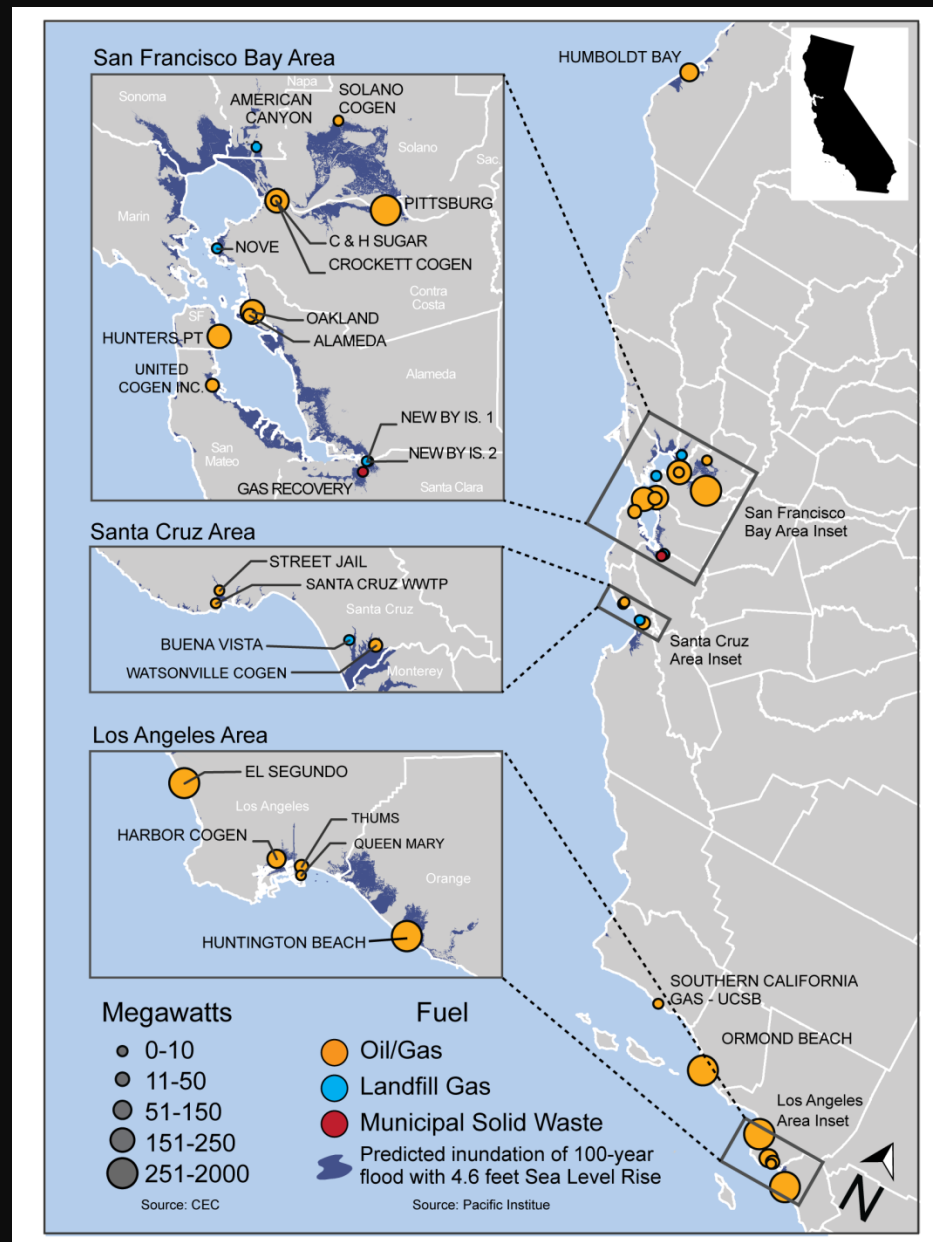 San Francisco Bay Area
Sonoma
Napa
AMERICAN
CANYON
SOLANO
COGEN
Solano
Sac.
Marin
PITTSBURG
C & H SUGAR
CROCKETT COGEN
NOVE
Contra
Costa
SF
OAKLAND
ALAMEDA
HUNTERS PT
UNITED
COGEN INC.
Alameda
NEW BY IS. 1
NEW BY IS. 2
San
Mateo
GAS RECOVERY
Santa Clara
Santa Cruz Area
STREET JAIL
SANTA CRUZ WWTP
Santa Cruz
BUENA VISTA
WATSONVILLE COGEN
Monterey
Los Angeles Area
EL SEGUNDO
Los Angeles
THUMS
HARBOR COGEN
QUEEN MARY
Orange
HUNTINGTON BEACH
HUMBOLDT BAY
San Francisco
Bay Area Inset
Santa Cruz
Area Inset
SOUTHERN CALIFORNIA
GAS - UCSB
ORMOND BEACH
Los Angeles
Area Inset
N
Megawatts
0-10
11-50
51-150
151-250
251-2000
Source: CEC
Fuel
Oil/Gas
Landfill Gas
Municipal Solid Waste
Predicted inundation of 100-year
flood with 4.6 feet Sea Level Rise
Source: Pacific Institue